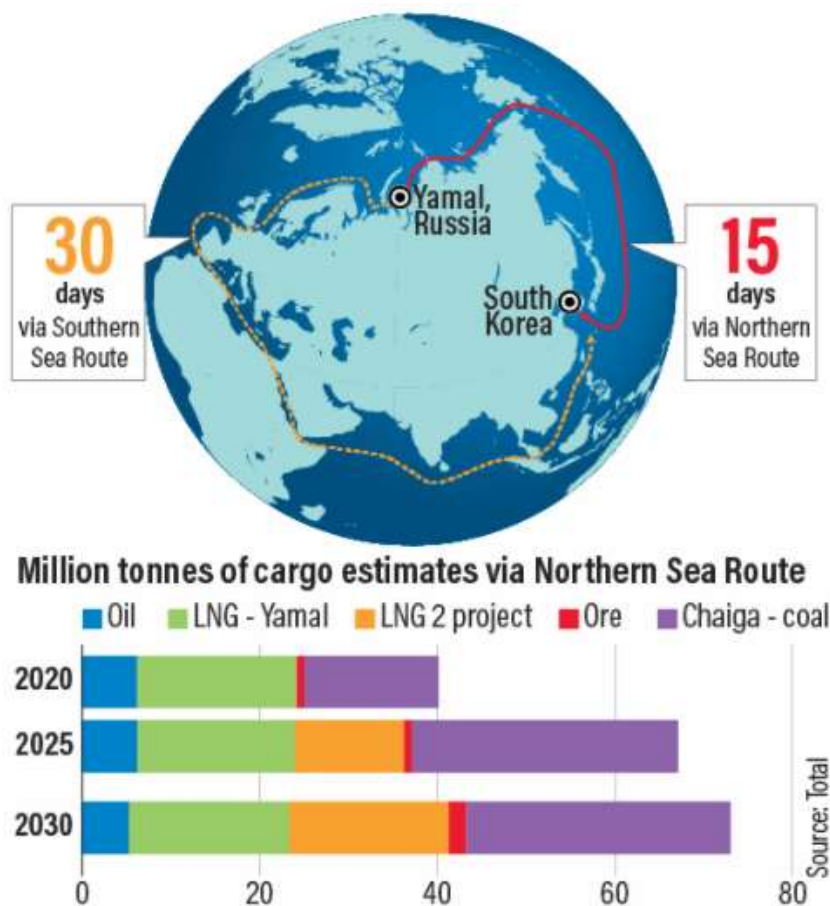 Yamal,
Russia
30
days
via Southern
Sea Route
15
days
via Northern
Sea Route
South
Korea
Million tonnes of cargo estimates via Northern Sea Route
Oil LNG - Yamal LNG 2 project Ore Chaiga - coal
2020
2025
2030
0 20 40 60 80
Source: Total